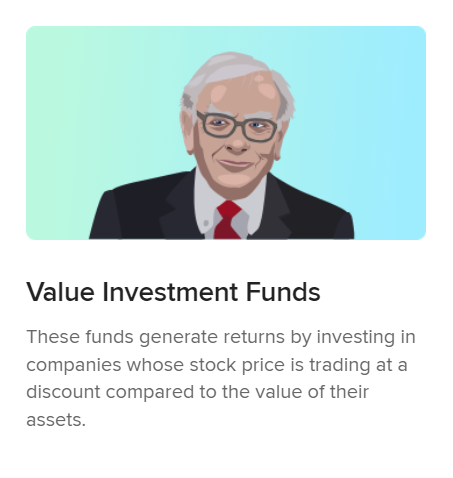 Value Investment Funds
These funds generate returns by investing in
companies whose stock price is trading at a
discount compared to the value of their
assets.